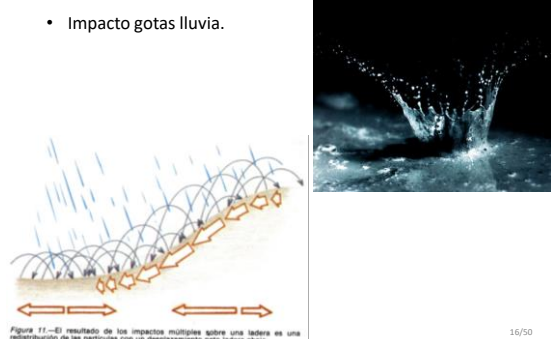 • Impacto gotas lluvia.
Figura 11.—El resultado de los impactos múltiples sobre una ladera es una
redistribución de las partículas con un desplazamiento neto ladera abajo.
16/50